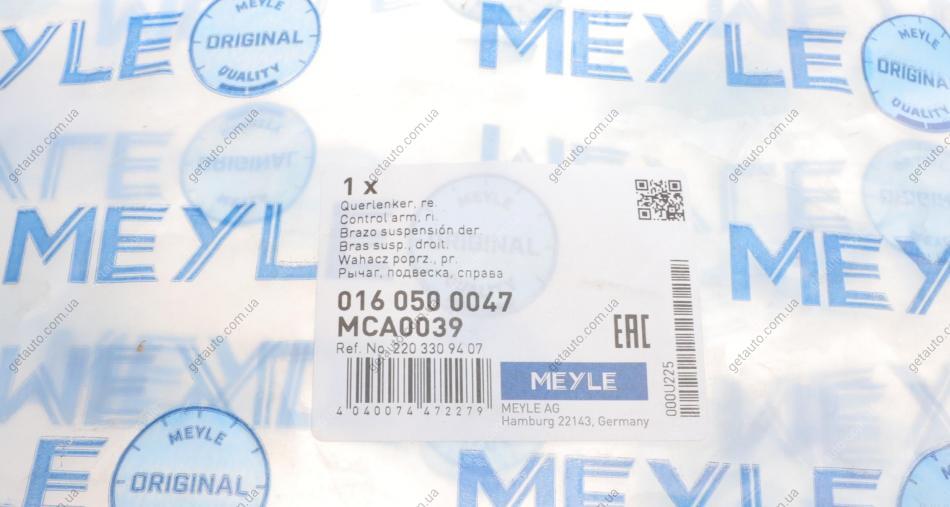 MEYLE
MEYLE
ORIGINAL
QUALITY
MEYLE
MEYLE
ORIGINAL
QUALITY
MEYLE
MEYLE
1 x
Querlenker, re.
Control arm, ri.
Brazo suspensión der.
Bras susp., droit.
Wahacz poprz., pr.
Рычаг, подвеска, справа
016 050 0047
MCA0039
Ref. No. 220 330 94 07
EAC
4 040074 472279
MEYLE
MEYLE AG
Hamburg 22143, Germany
000U225
MEYLE
ORIGINAL
MEYLE
getauto.com.ua